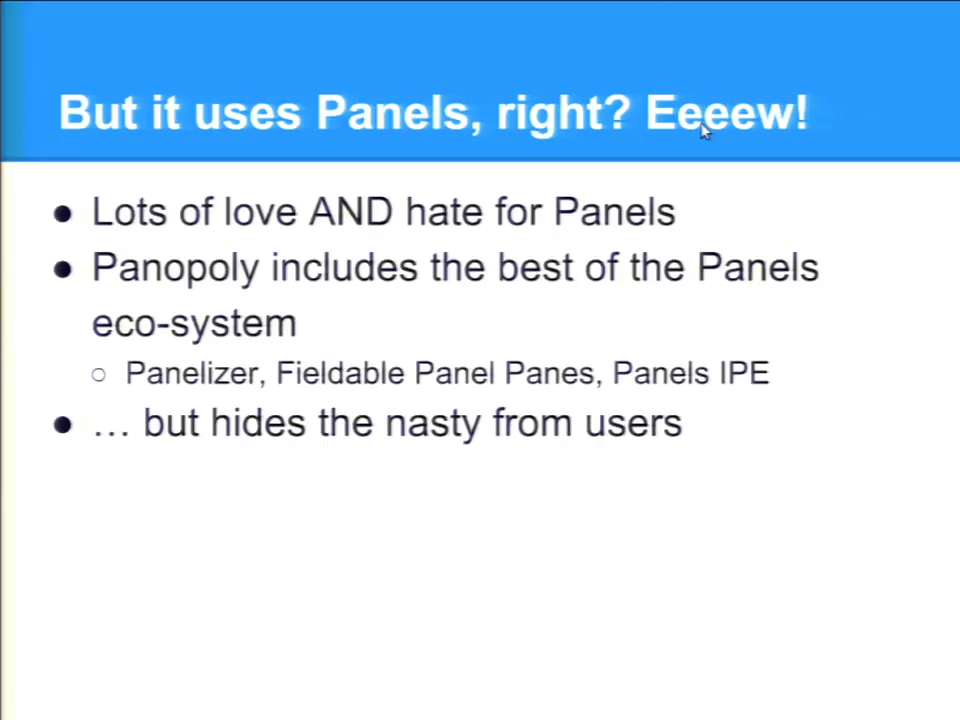 But it uses Panels, right? Eeeew!
● Lots of love AND hate for Panels
● Panopoly includes the best of the Panels
eco-system
○ Panelizer, Fieldable Panel Panes, Panels IPE
● … but hides the nasty from users